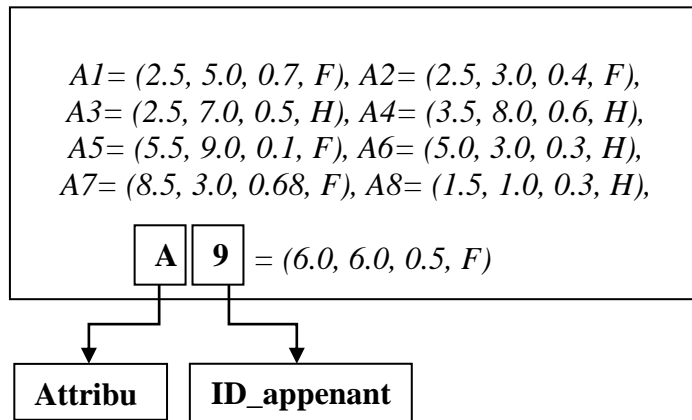 A1= (2.5, 5.0, 0.7, F), A2= (2.5, 3.0, 0.4, F),
A3= (2.5, 7.0, 0.5, H), A4= (3.5, 8.0, 0.6, H),
A5= (5.5, 9.0, 0.1, F), A6= (5.0, 3.0, 0.3, H),
A7= (8.5, 3.0, 0.68, F), A8= (1.5, 1.0, 0.3, H),
A 9 = (6.0, 6.0, 0.5, F)
Attribu ID_appenant